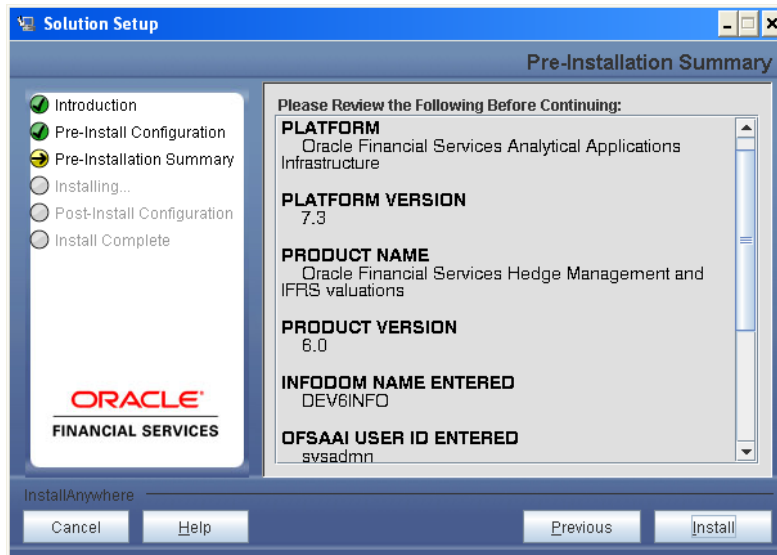 Solution Setup
Pre-Installation Summary
Introduction
Pre-Install Configuration
Pre-Installation Summary
Installing...
Post-Install Configuration
Install Complete
ORACLE
FINANCIAL SERVICES
Please Review the Following Before Continuing:
PLATFORM
Oracle Financial Services Analytical Applications
Infrastructure
PLATFORM VERSION
7.3
PRODUCT NAME
Oracle Financial Services Hedge Management and
IFRS valuations
PRODUCT VERSION
6.0
INFODOM NAME ENTERED
DEV6INFO
OFSAAI USER ID ENTERED
sysadmn
InstallAnywhere
Cancel
Help
Previous
Install